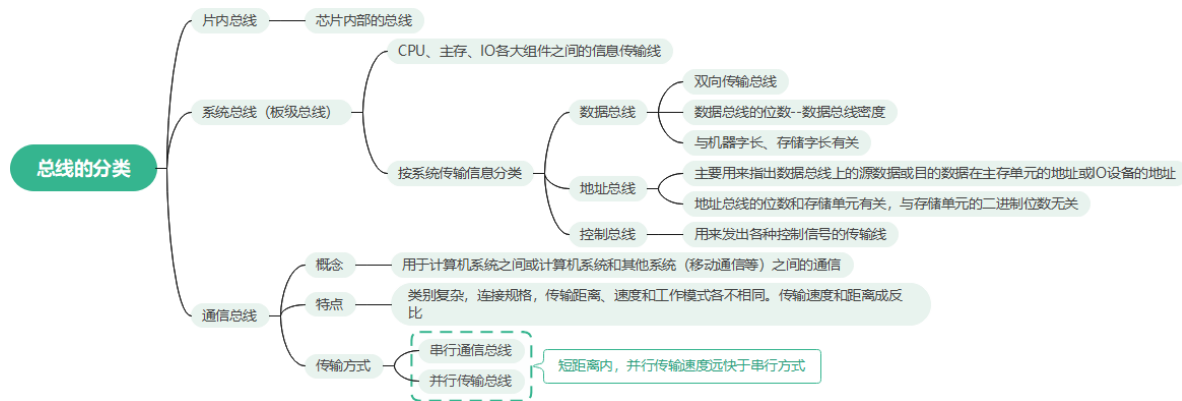 总线的分类
片内总线
芯片内部的总线
系统总线（板级总线）
CPU、主存、IO各大组件之间的信息传输线
按系统传输信息分类
数据总线
双向传输总线
数据总线的位数--数据总线密度
与机器字长、存储字长有关
地址总线
主要用来指出数据总线上的源数据或目的数据在主存单元的地址或IO设备的地址
地址总线的位数和存储单元有关，与存储单元的二进制位数无关
控制总线
用来发出各种控制信号的传输线
通信总线
概念
用于计算机系统之间或计算机系统和其他系统（移动通信等）之间的通信
特点
类别复杂，连接规格，传输距离、速度和工作模式各不相同。传输速度和距离成反
比
传输方式
串行通信总线
并行传输总线
短距离内，并行传输速度远快于串行方式